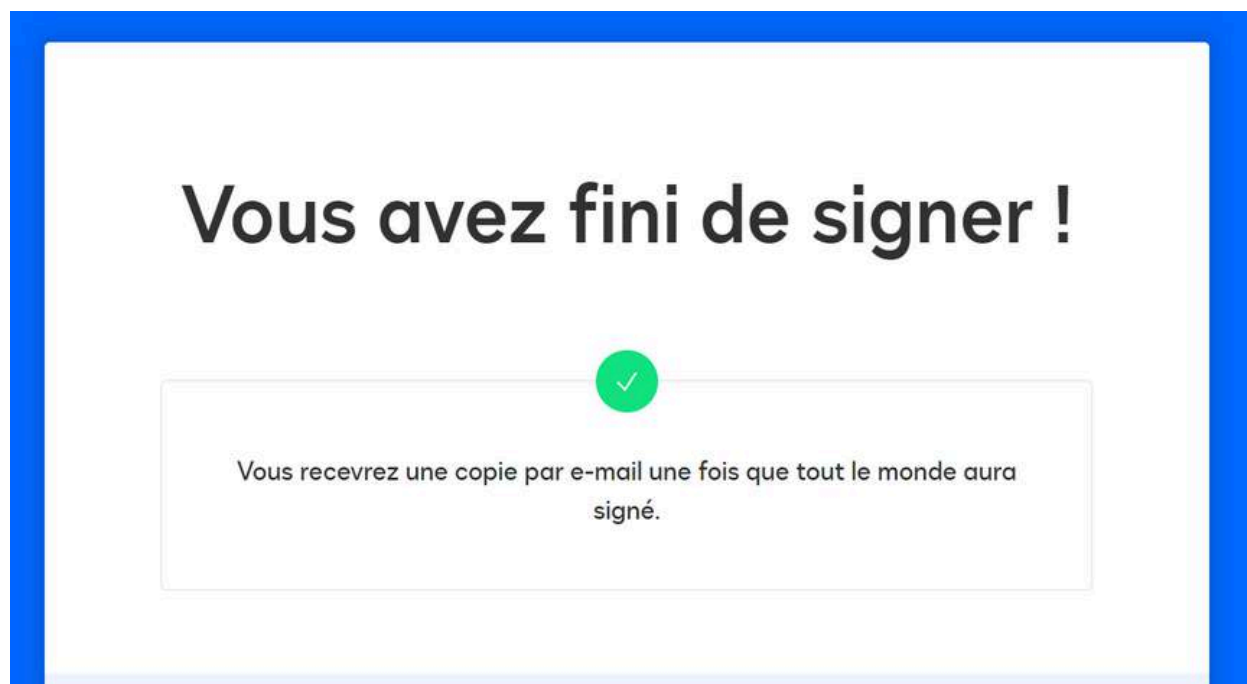 Vous avez fini de signer !
Vous recevrez une copie par e-mail une fois que tout le monde aura
signé.